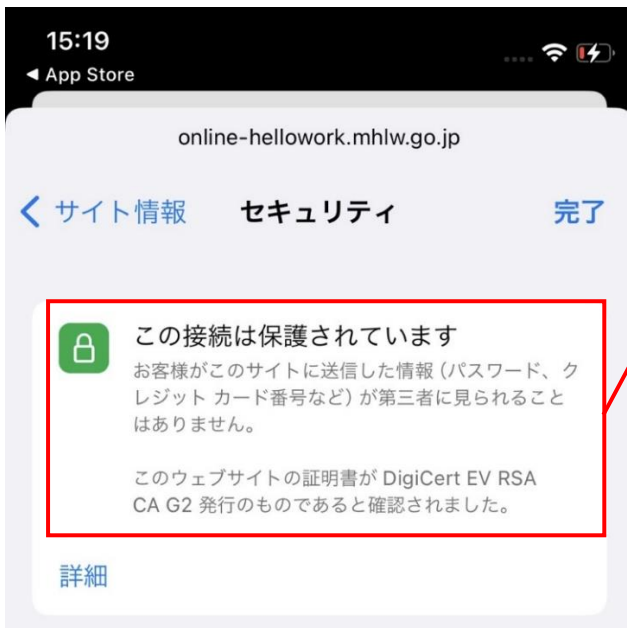 15:19
◀ App Store
online-hellowork.mhlw.go.jp
サイト情報 セキュリティ 完了
この接続は保護されています
お客様がこのサイトに送信した情報 (パスワード、ク
レジット カード番号など) が第三者に見られること
はありません。
このウェブサイトの証明書が DigiCert EV RSA
CA G2 発行のものであると確認されました。
詳細